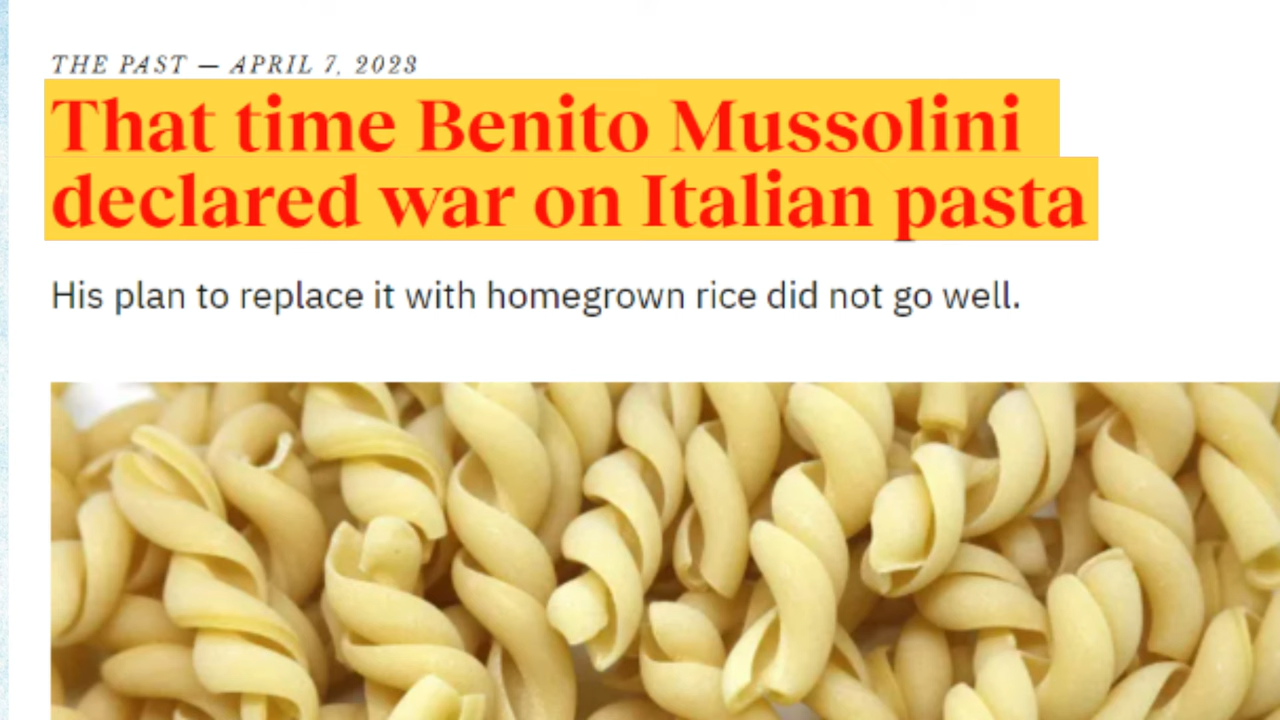 THE PAST — APRIL 7, 2023
That time Benito Mussolini
declared war on Italian pasta
His plan to replace it with homegrown rice did not go well.